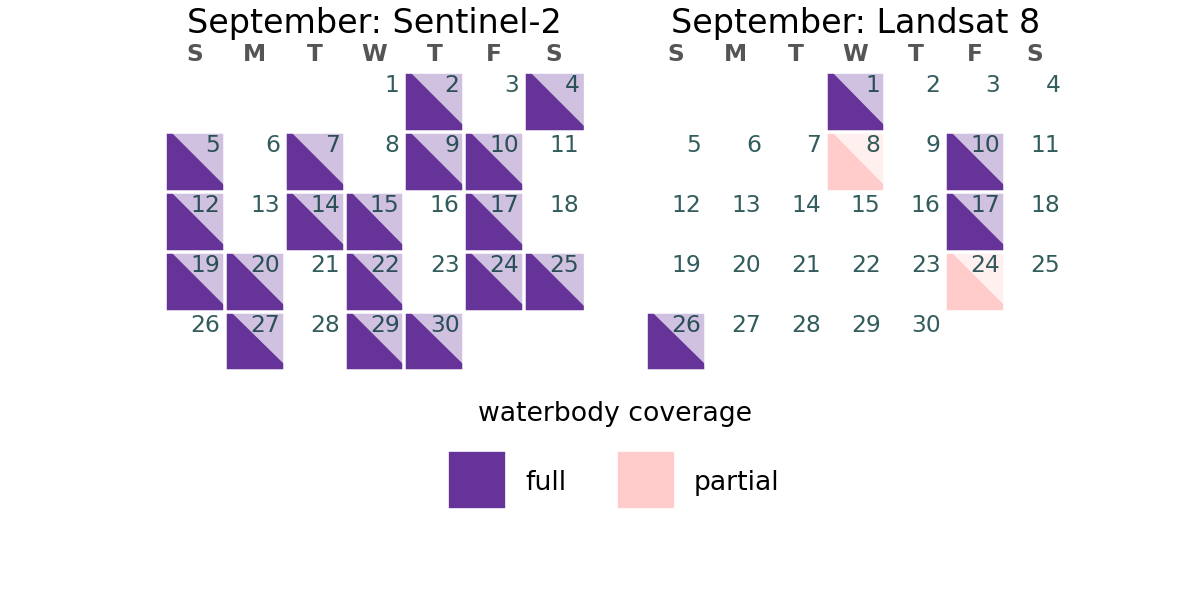 September: Sentinel-2
S M T W T F S
1 2 3 4
5 6 7 8 9 10 11
12 13 14 15 16 17 18
19 20 21 22 23 24 25
26 27 28 29 30
September: Landsat 8
S M T W T F S
1 2 3 4
5 6 7 8 9 10 11
12 13 14 15 16 17 18
19 20 21 22 23 24 25
26 27 28 29 30
waterbody coverage
full partial